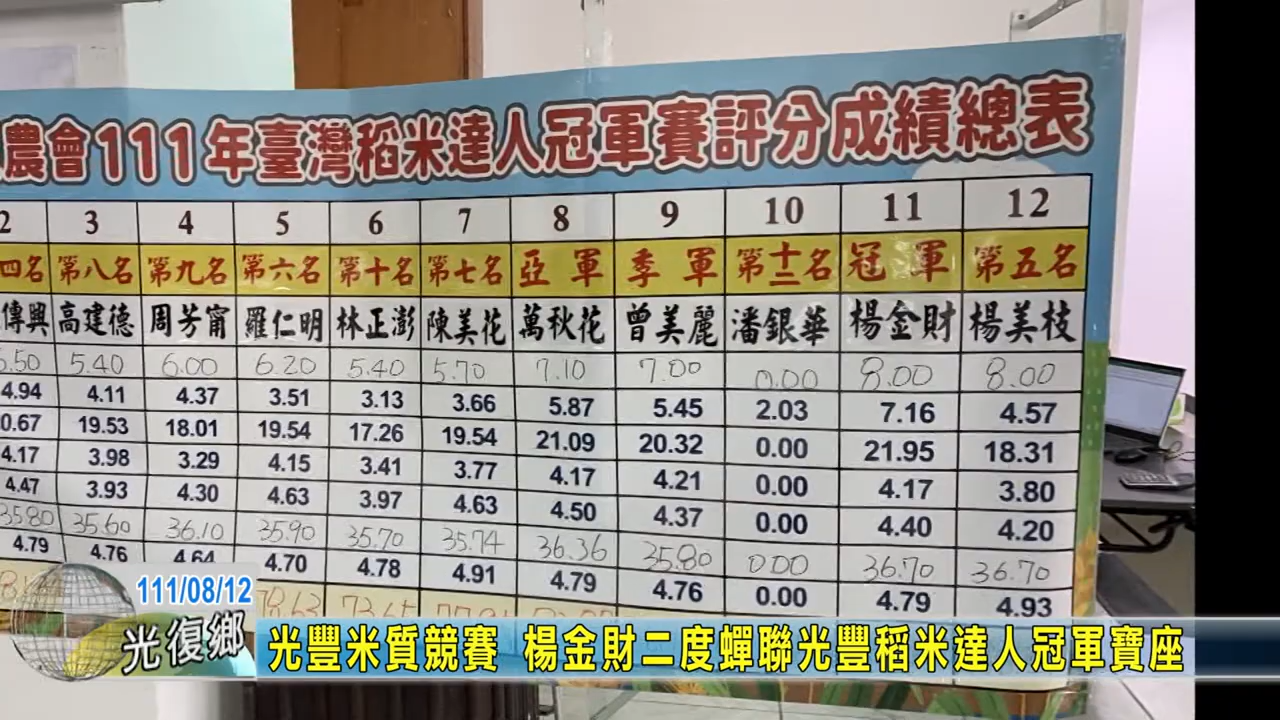 農會111年臺灣稻米達人冠軍賽評分成績總表
2 3 4 5 6 7 8 9 10 11 12
四名 第八名 第九名 第六名 第十名 第七名 亞軍 季軍 第十二名 冠軍 第五名
傳興 高建德 周芳甯 羅仁明 林正澎 陳美花 萬秋花 曾美麗 潘銀華 楊金財 楊美枝
.50 5.40 6.00 6.20 5.40 5.70 7.10 7.00 0.00 8.00 8.00
4.94 4.11 4.37 3.51 3.13 3.66 5.87 5.45 2.03 7.16 4.57
0.67 19.53 18.01 19.54 17.26 19.54 21.09 20.32 0.00 21.95 18.31
4.17 3.98 3.29 4.15 3.41 3.77 4.17 4.21 0.00 4.17 3.80
4.47 3.93 4.30 4.63 3.97 4.63 4.50 4.37 0.00 4.40 4.20
35.80 35.60 36.10 35.90 35.70 35.74 36.36 35.80 0.00 36.70 36.70
4.79 4.76 4.64 4.70 4.78 4.91 4.79 4.76 0.00 4.79 4.93
78.63
111/08/12
光復鄉
光豐米質競賽 楊金財二度蟬聯光豐稻米達人冠軍寶座